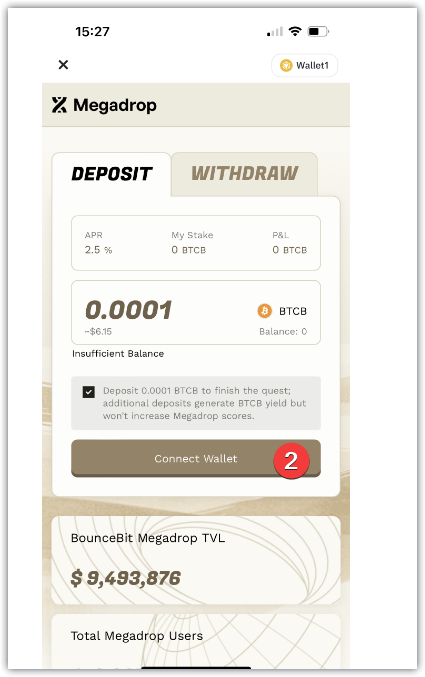 15:27
Wallet1
Megadrop
DEPOSIT
WITHDRAW
APR
My Stake
P&L
2.5 %
0 BTCB
0 BTCB
0.0001
BTCB
~$6.15
Balance: 0
Insufficient Balance
Deposit 0.0001 BTCB to finish the quest;
additional deposits generate BTCB yield but
won't increase Megadrop scores.
Connect Wallet
2
BounceBit Megadrop TVL
$ 9,493,876
Total Megadrop Users